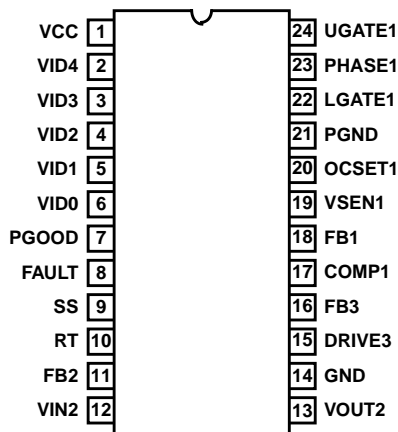 VCC 1 24 UGATE1
VID4 2 23 PHASE1
VID3 3 22 LGATE1
VID2 4 21 PGND
VID1 5 20 OCSET1
VID0 6 19 VSEN1
PGOOD 7 18 FB1
FAULT 8 17 COMP1
SS 9 16 FB3
RT 10 15 DRIVE3
FB2 11 14 GND
VIN2 12 13 VOUT2